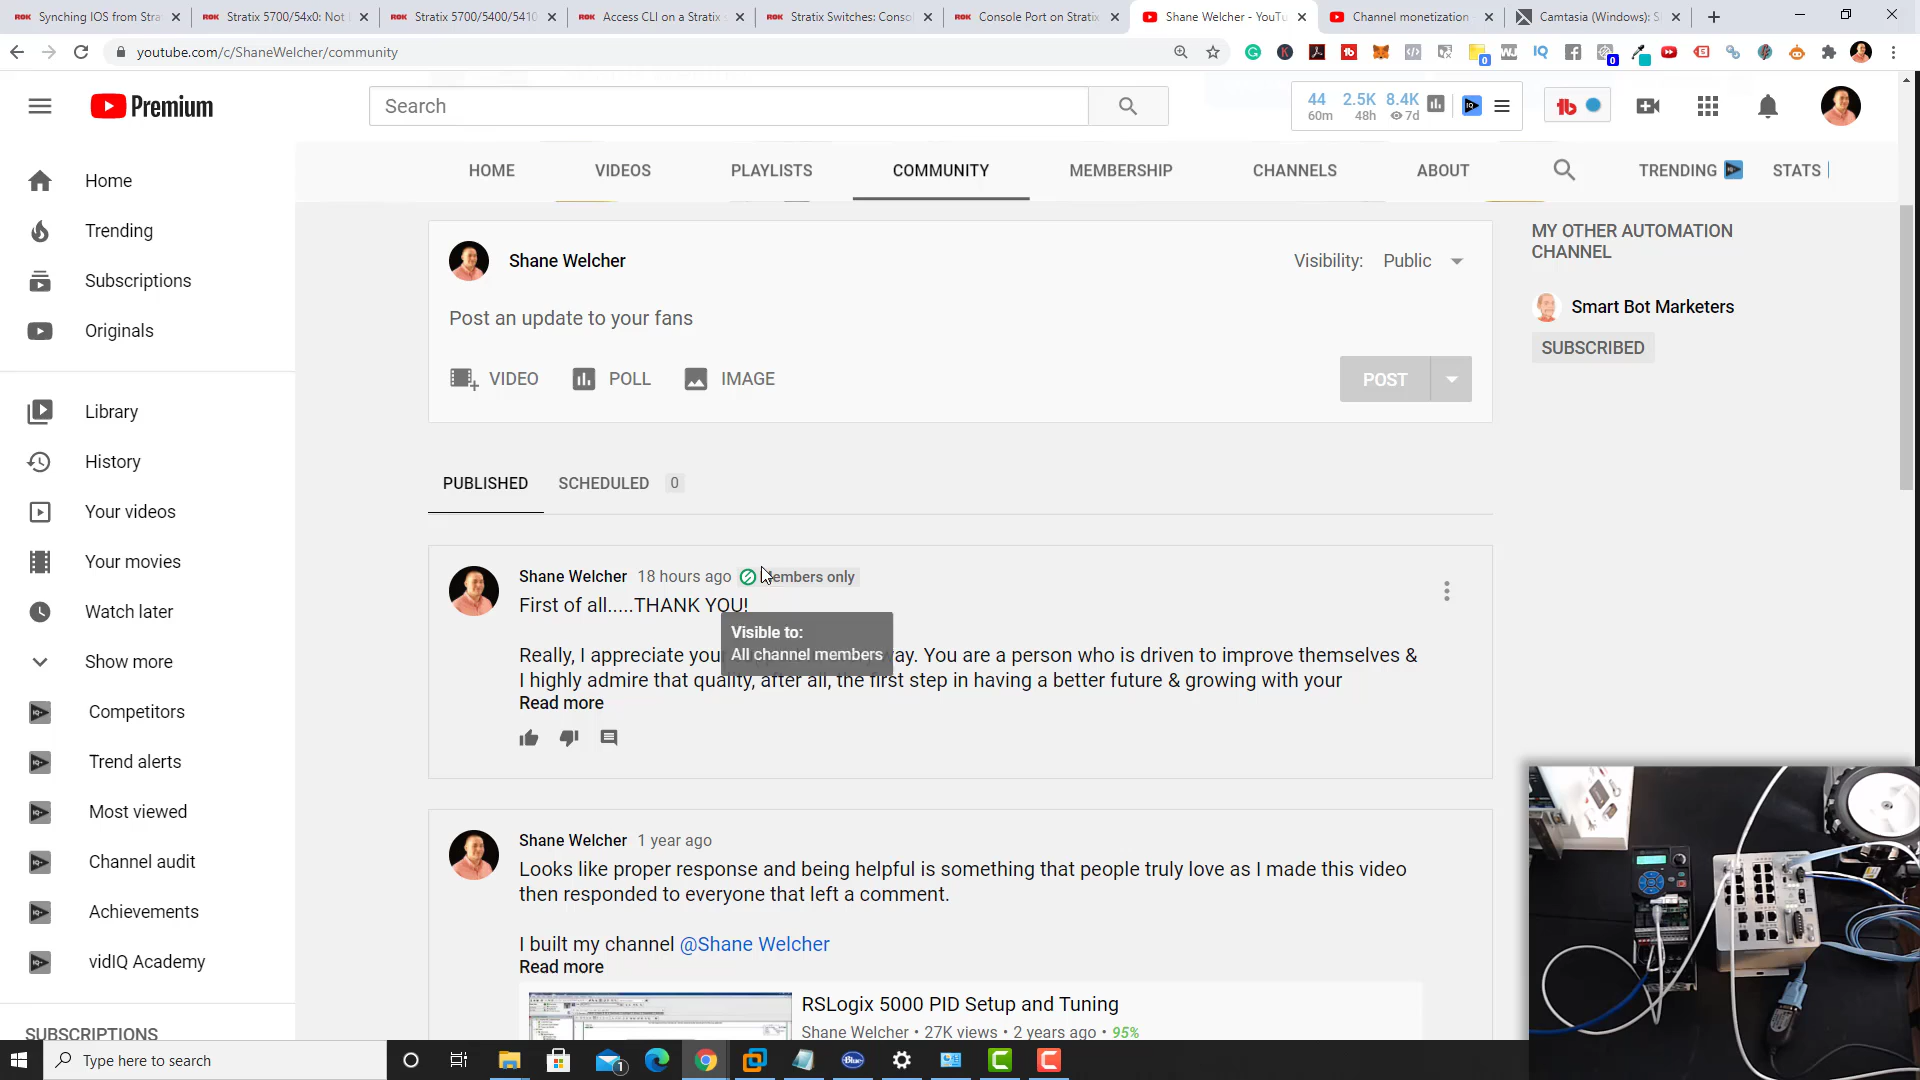 Synching IOS from Stra
Stratix 5700/54x0: Not
Stratix 5700/5400/5410
Access CLI on a Stratix
Stratix Switches: Conso
Console Port on Stratix
Shane Welcher - YouTu
Channel monetization
Camtasia (Windows): S
youtube.com/c/ShaneWelcher/community
Premium
Search
44 2.5K 8.4K
60m 48h 7d
HOME VIDEOS PLAYLISTS COMMUNITY MEMBERSHIP CHANNELS ABOUT TRENDING STATS
Home
Trending
Subscriptions
Originals
Library
History
Your videos
Your movies
Watch later
Show more
Competitors
Trend alerts
Most viewed
Channel audit
Achievements
vidIQ Academy
SUBSCRIPTIONS
Shane Welcher
Visibility: Public
Post an update to your fans
VIDEO POLL IMAGE
POST
PUBLISHED SCHEDULED 0
Shane Welcher 18 hours ago Members only
First of all.....THANK YOU!
Visible to:
All channel members
Really, I appreciate your way. You are a person who is driven to improve themselves &
I highly admire that quality, after all, the first step in having a better future & growing with your
Read more
Shane Welcher 1 year ago
Looks like proper response and being helpful is something that people truly love as I made this video
then responded to everyone that left a comment.
I built my channel @Shane Welcher
Read more
RSLogix 5000 PID Setup and Tuning
Shane Welcher • 27K views • 2 years ago • 95%
MY OTHER AUTOMATION
CHANNEL
Smart Bot Marketers
SUBSCRIBED
Type here to search